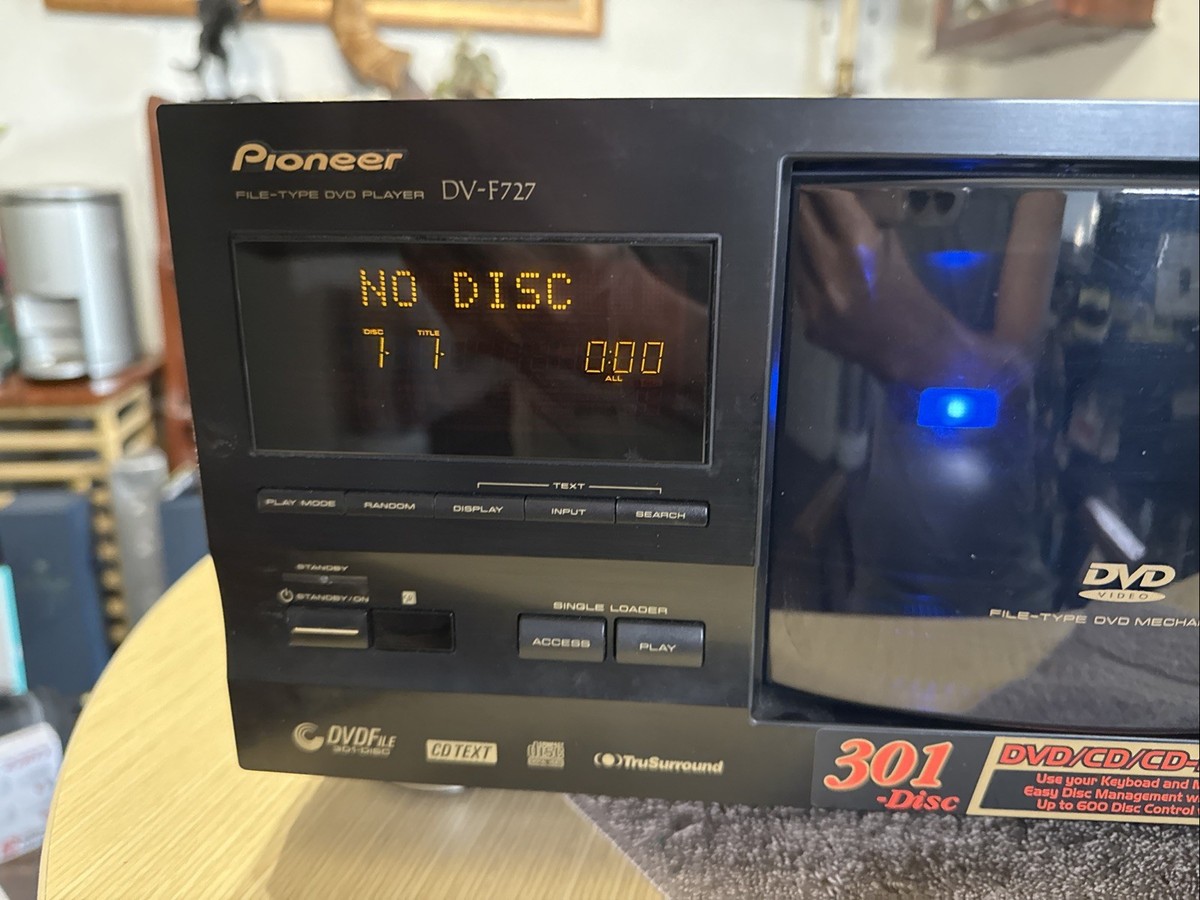 Pioneer
FILE-TYPE DVD PLAYER DV-F727
NO DISC
DISC TITLE
7 7 0:00
ALL
TEXT
PLAY MODE RANDOM DISPLAY INPUT SEARCH
STANDBY
STANDBY/ON
SINGLE LOADER
ACCESS PLAY
DVD
VIDEO
FILE-TYPE DVD
DVDFILE
301-DISC
CD TEXT
disc
TruSurround
301
-Disc
DVD/CD/CD-
Use your Keyboad and
Easy Disc Management
Up to 600 Disc Control